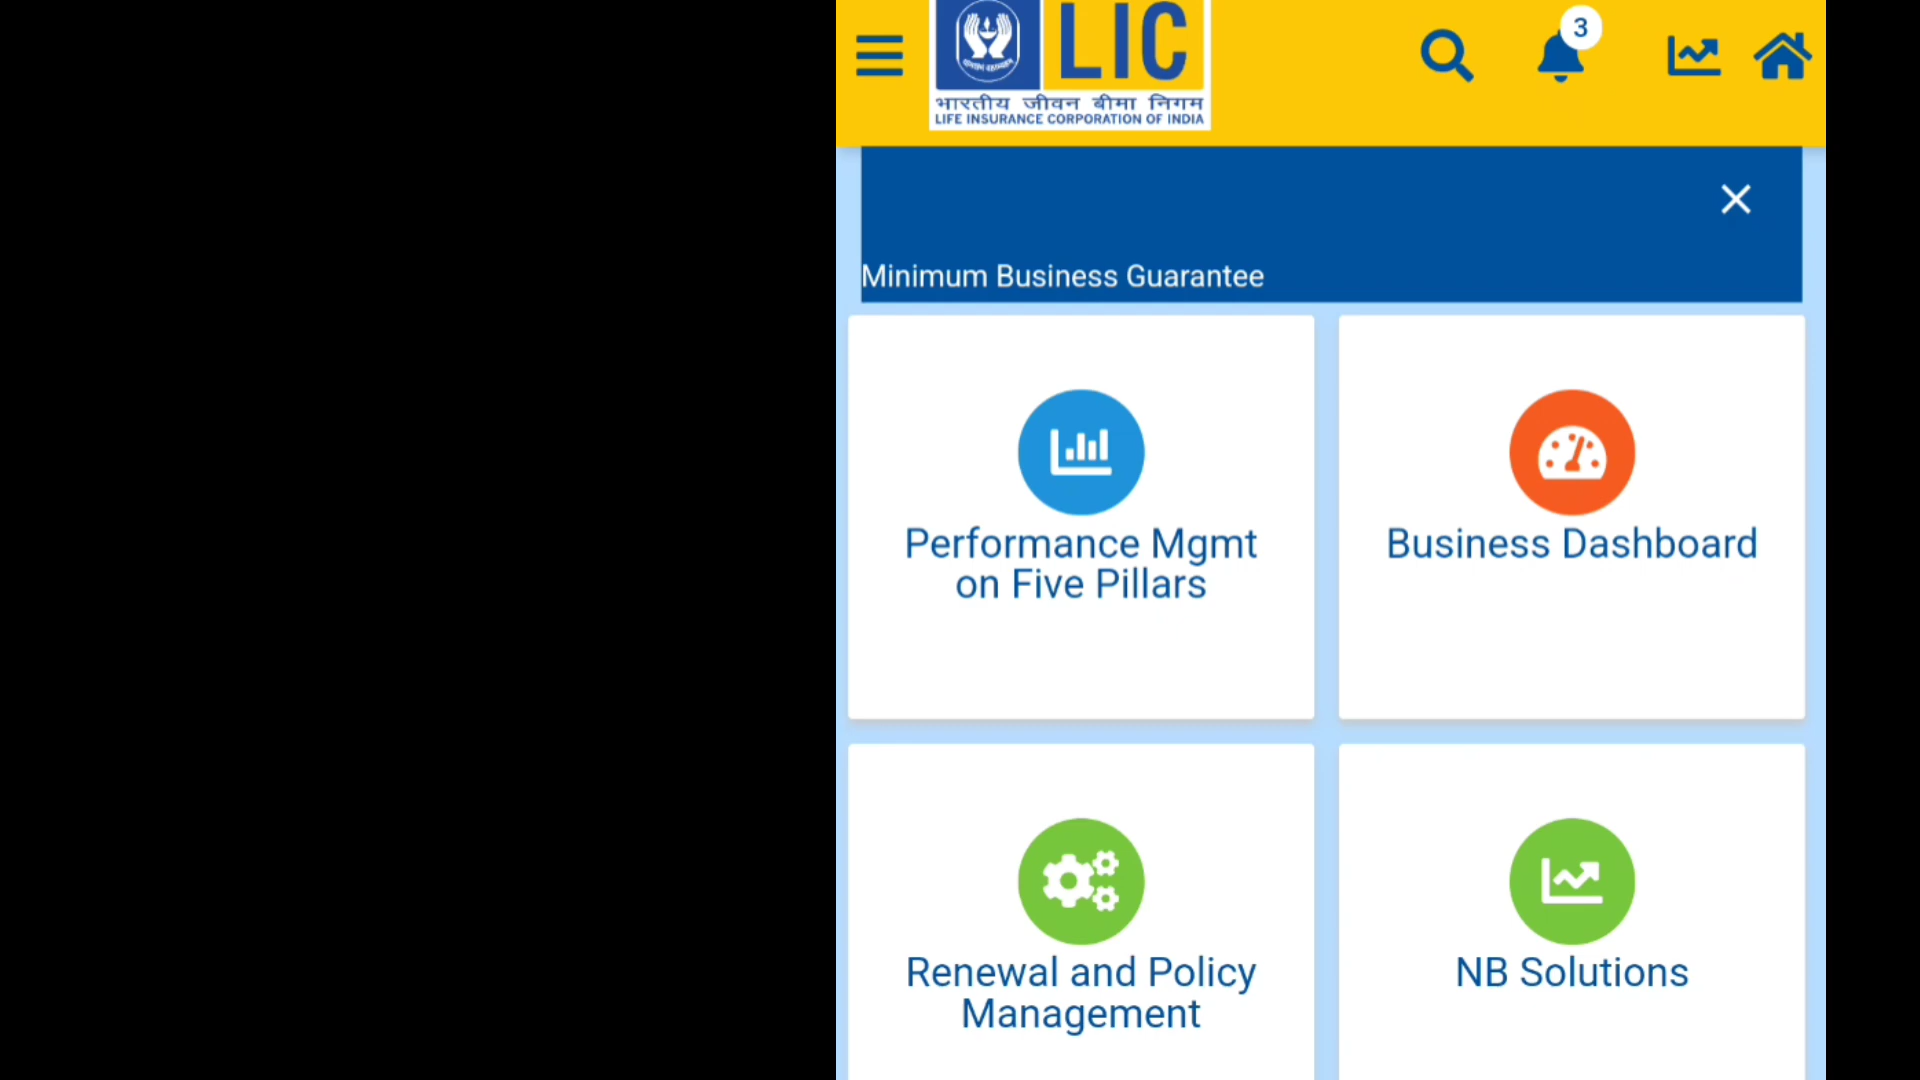 LIC
भारतीय जीवन बीमा निगम
LIFE INSURANCE CORPORATION OF INDIA
3
Minimum Business Guarantee
Performance Mgmt
on Five Pillars
Business Dashboard
Renewal and Policy
Management
NB Solutions